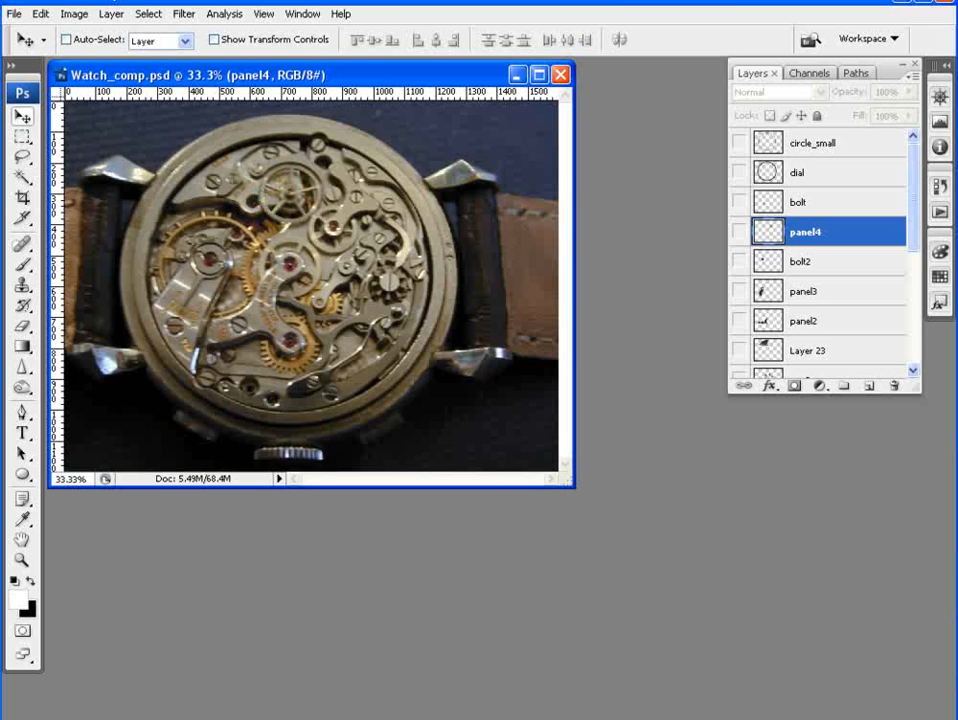 File Edit Image Layer Select Filter Analysis View Window Help
Auto-Select: Layer Show Transform Controls Workspace
Ps
Watch_comp.psd @ 33.3% (panel4, RGB/8#)
0 100 200 300 400 500 600 700 800 900 1000 1100 1200 1300 1400 1500
33.33% Doc: 5.49M/68.4M
Layers × Channels Paths
Normal Opacity: 100%
Lock: Fill: 100%
circle_small
dial
bolt
panel4
bolt2
panel3
panel2
Layer 23